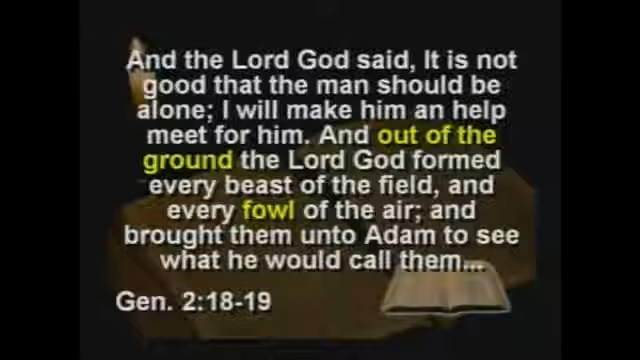 And the Lord God said, It is not
good that the man should be
alone; I will make him an help
meet for him. And out of the
ground the Lord God formed
every beast of the field, and
every fowl of the air; and
brought them unto Adam to see
what he would call them...
Gen. 2:18-19